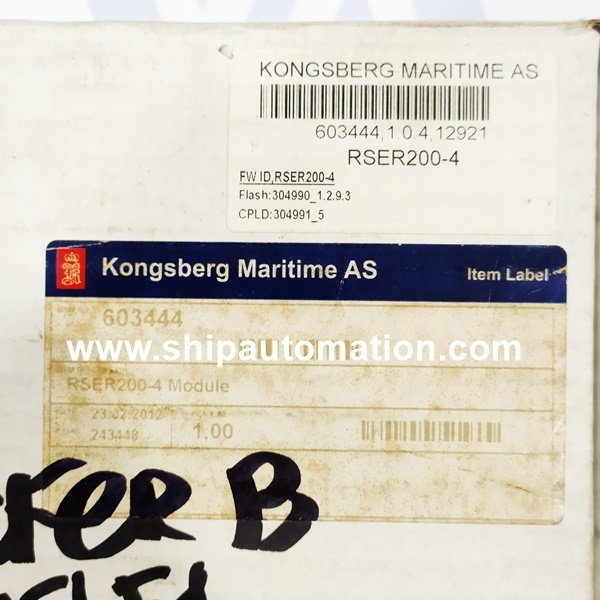 KONGSBERG MARITIME AS
603444,1 0 4,12921
RSER200-4
FW ID,RSER200-4
Flash:304990_1.2.9.3
CPLD:304991_5
Kongsberg Maritime AS
Item Label
603444
www.shipautomation.com
RSER200-4 Module
23.02.2012
243448
1,00
B